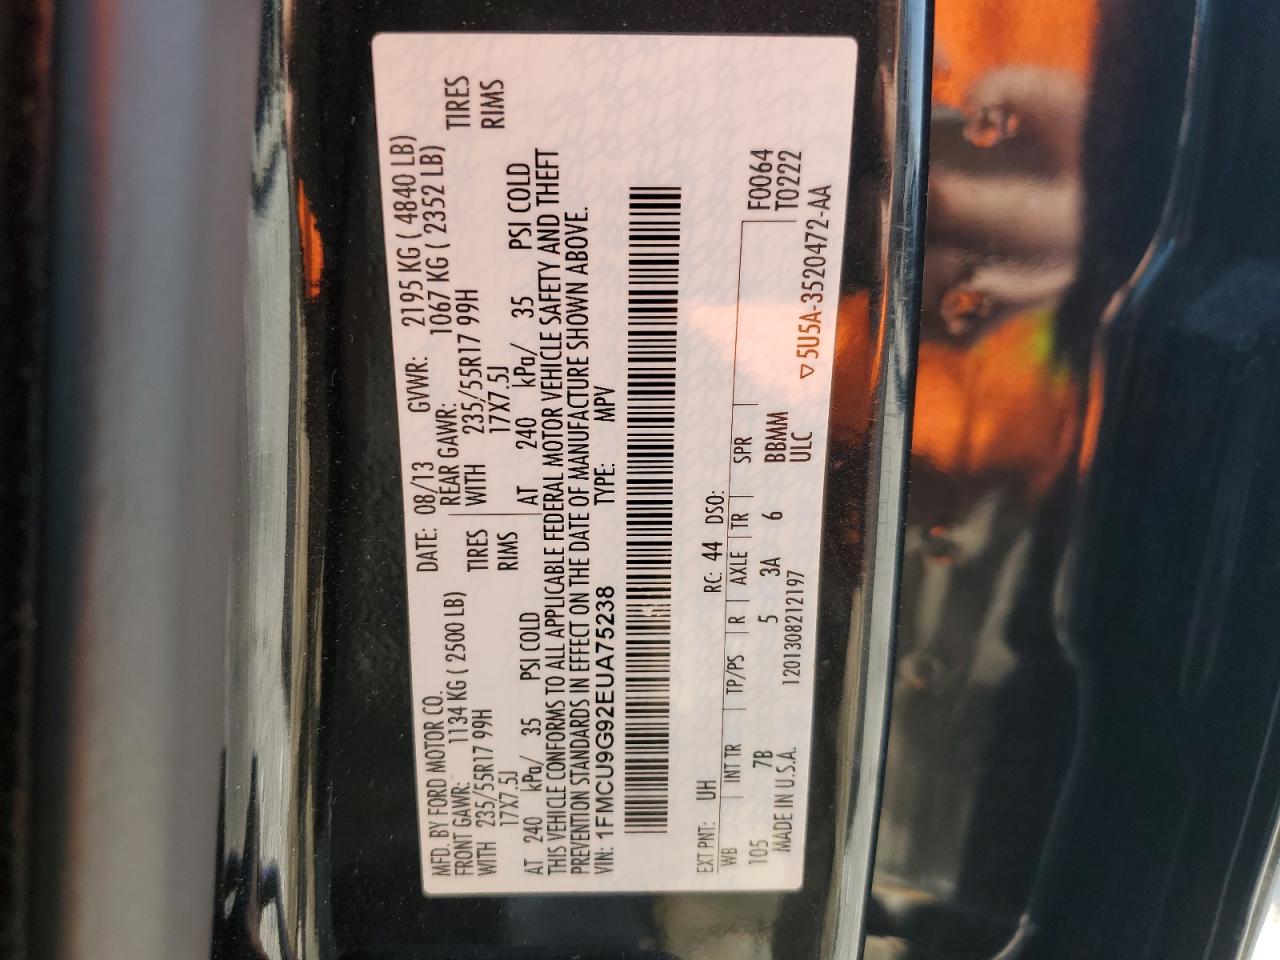 MFD. BY FORD MOTOR CO.
DATE: 08/13 GVWR: 2195 KG ( 4840 LB)
FRONT GAWR: 1134 KG ( 2500 LB) REAR GAWR: 1067 KG ( 2352 LB)
WITH 235/55R17 99H TIRES WITH 235/55R17 99H TIRES
17X7.5J RIMS 17X7.5J RIMS
AT 240 kPa/ 35 PSI COLD AT 240 kPa/ 35 PSI COLD
THIS VEHICLE CONFORMS TO ALL APPLICABLE FEDERAL MOTOR VEHICLE SAFETY AND THEFT
PREVENTION STANDARDS IN EFFECT ON THE DATE OF MANUFACTURE SHOWN ABOVE.
VIN: 1FMCU9G92EUA75238 TYPE: MPV
EXT PNT: UH RC: 44 DSO: F0064
WB INT TR TP/PS R AXLE TR SPR T0222
105 7B 5 3A 6 BBMM
MADE IN U.S.A. 1201308212197 ULC
▽5U5A-3520472-AA